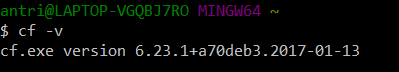 antri@LAPTOP-VGQBJ7RO MINGW64 ~
$ cf -v
cf.exe version 6.23.1+a70deb3.2017-01-13